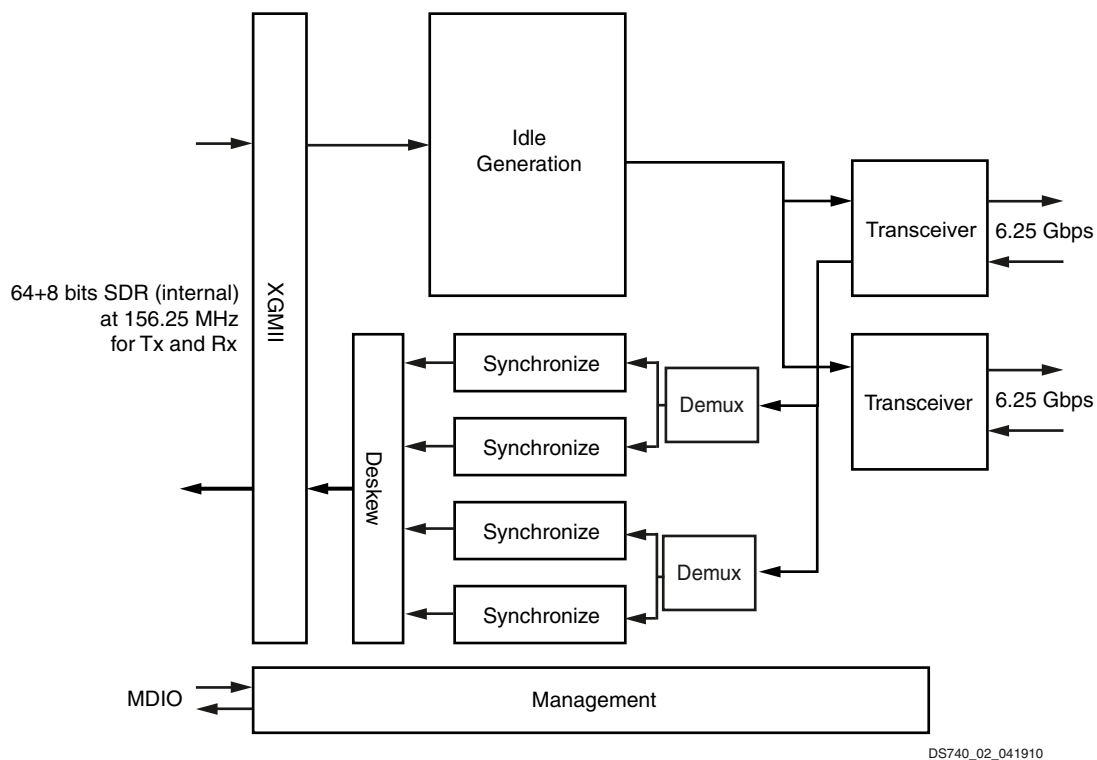 Idle
Generation
Transceiver
6.25 Gbps
XGMII
64+8 bits SDR (internal)
at 156.25 MHz
for Tx and Rx
Synchronize
Demux
Transceiver
6.25 Gbps
Synchronize
Deskew
Synchronize
Demux
Synchronize
MDIO
Management
DS740_02_041910